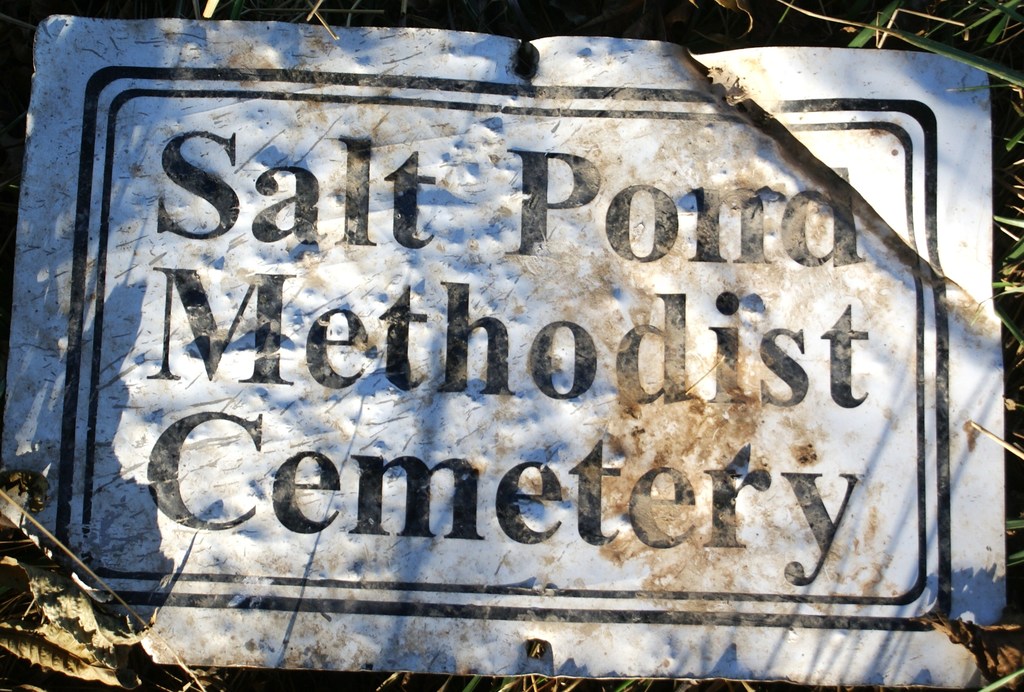 Salt Pond
Methodist
Cemetery